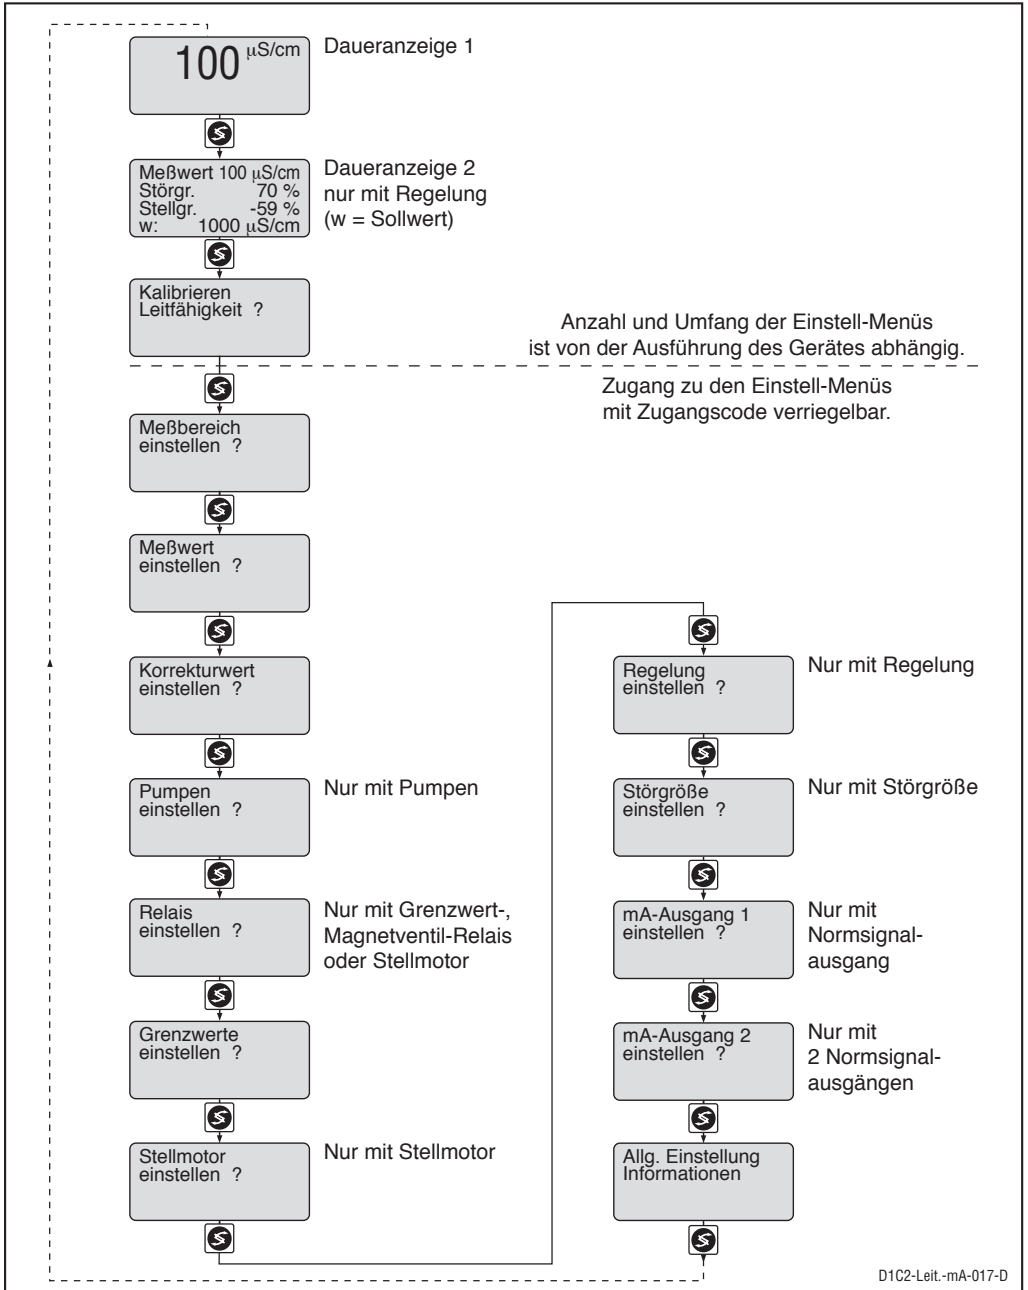 100 µS/cm
Daueranzeige 1
Meßwert 100 µS/cm
Störgr. 70 %
Stellgr. -59 %
w: 1000 µS/cm
Daueranzeige 2
nur mit Regelung
(w = Sollwert)
Kalibrieren
Leitfähigkeit ?
Anzahl und Umfang der Einstell-Menüs
ist von der Ausführung des Gerätes abhängig.
Zugang zu den Einstell-Menüs
mit Zugangscode verriegelbar.
Meßbereich
einstellen ?
Meßwert
einstellen ?
Korrekturwert
einstellen ?
Pumpen
einstellen ?
Nur mit Pumpen
Relais
einstellen ?
Nur mit Grenzwert-,
Magnetventil-Relais
oder Stellmotor
Grenzwerte
einstellen ?
Stellmotor
einstellen ?
Nur mit Stellmotor
Regelung
einstellen ?
Nur mit Regelung
Störgröße
einstellen ?
Nur mit Störgröße
mA-Ausgang 1
einstellen ?
Nur mit
Normsignal-
ausgang
mA-Ausgang 2
einstellen ?
Nur mit
2 Normsignal-
ausgängen
Allg. Einstellung
Informationen
D1C2-Leit.-mA-017-D